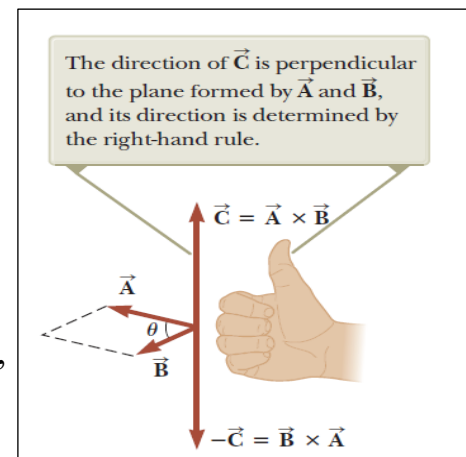 The direction of C⃗ is perpendicular
to the plane formed by A⃗ and B⃗,
and its direction is determined by
the right-hand rule.
C⃗ = A⃗ × B⃗
A⃗
θ
B⃗
,
−C⃗ = B⃗ × A⃗